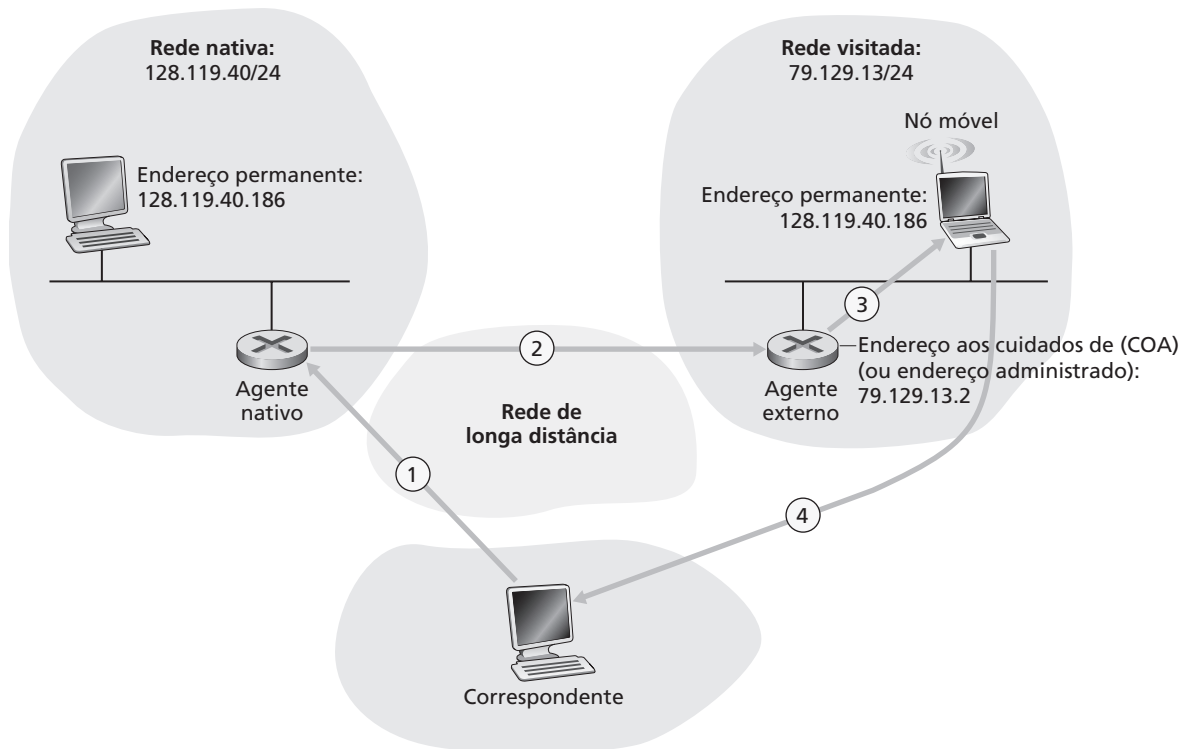 Rede nativa:
128.119.40/24
Rede visitada:
79.129.13/24
Nó móvel
Endereço permanente:
128.119.40.186
Endereço permanente:
128.119.40.186
3
2
Endereço aos cuidados de (COA)
(ou endereço administrado):
79.129.13.2
Agente
nativo
Agente
externo
Rede de
longa distância
1
4
Correspondente